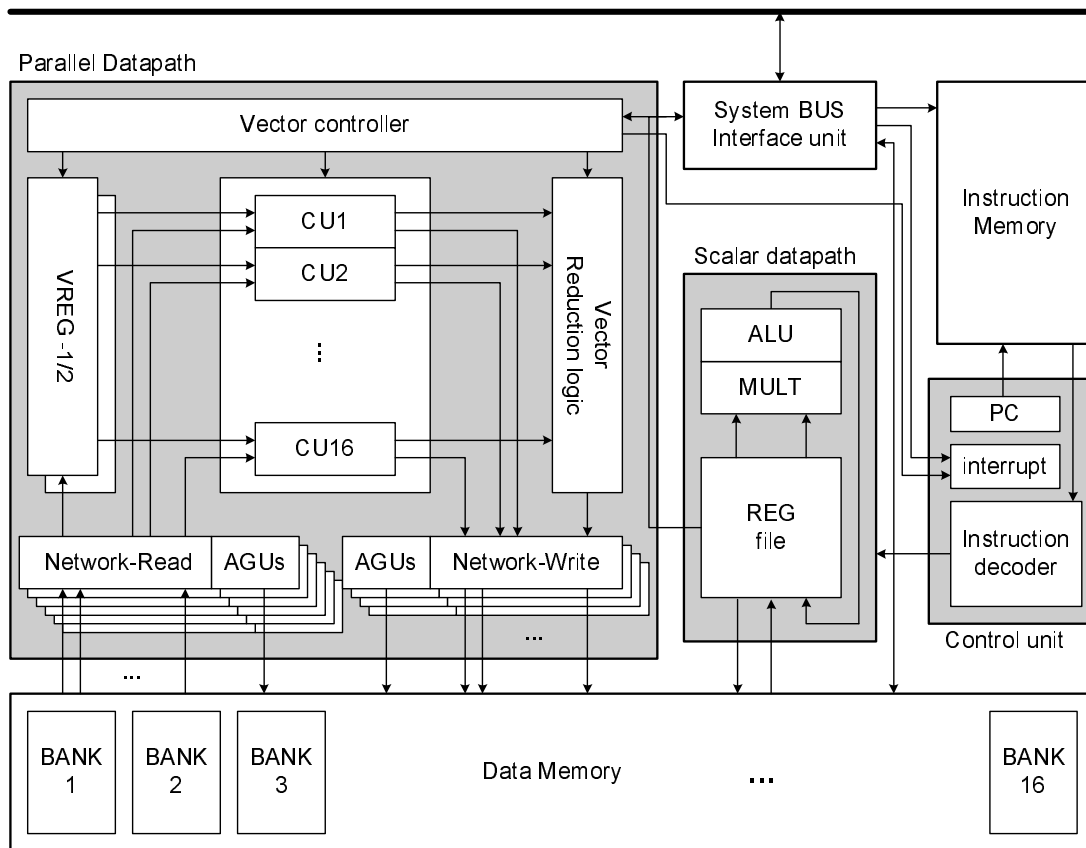 Parallel Datapath
Vector controller
System BUS
Interface unit
Instruction
Memory
VREG -1/2
CU1
CU2
...
CU16
Vector
Reduction logic
Scalar datapath
ALU
MULT
REG
file
PC
interrupt
Instruction
decoder
Control unit
Network-Read
AGUs
AGUs
Network-Write
...
...
BANK
1
BANK
2
BANK
3
Data Memory
...
BANK
16